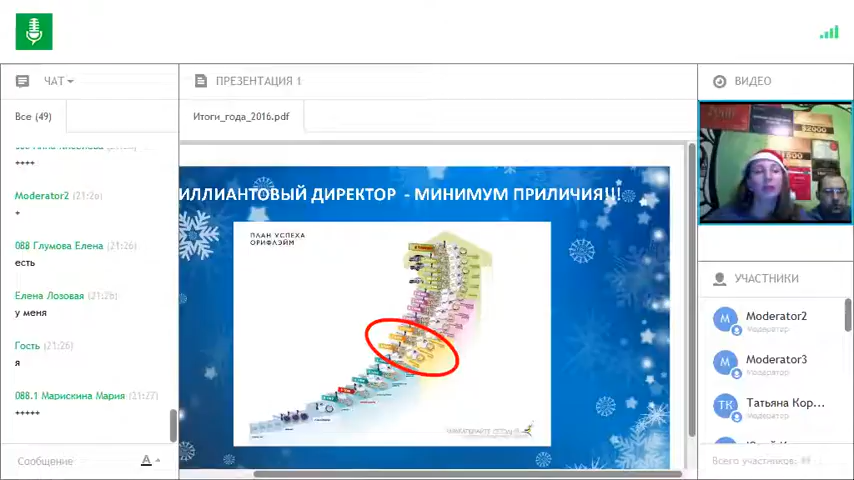 ЧАТ
Все (49)
****
Moderator2 (21:26)
+
088 Глумова Елена (21:26)
есть
Елена Лозовая (21:26)
у меня
Гость (21:26)
я
088.1 Марискина Мария (21:27)
*****
Сообщение
A
ПРЕЗЕНТАЦИЯ 1
Итоги_года_2016.pdf
ИЛЛИАНТОВЫЙ ДИРЕКТОР - МИНИМУМ ПРИЛИЧИЯ!!!
ПЛАН УСПЕХА
ОРИФЛЭЙМ
ВИДЕО
$2000
УЧАСТНИКИ
M Moderator2
Модератор
M Moderator3
Модератор
ТК Татьяна Кор...
Модератор
Всего участников: